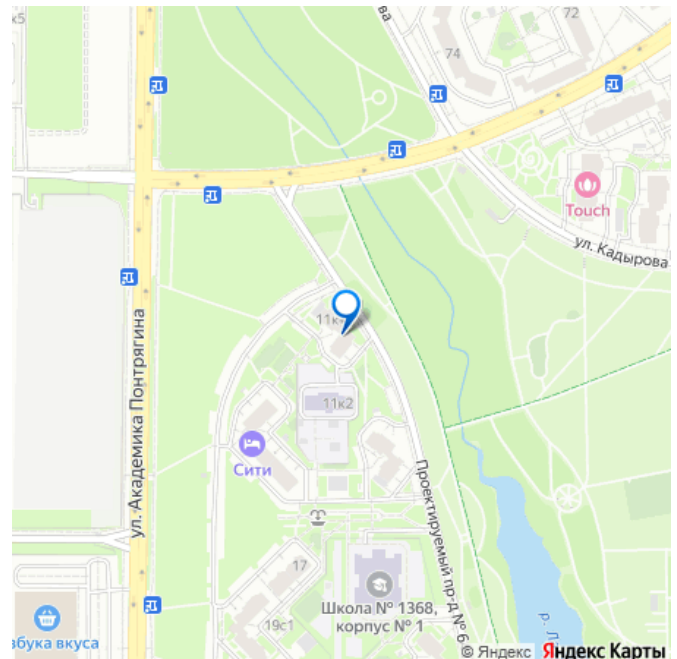 к5
72
74
ва
Touch
ул. Кадырова
ул. Академика Понтрягина
11к
11к2
Сити
Проектируемый пр-д № 6
17
19с1
Школа № 1368,
корпус № 1
збука вкуса
р. Л
© Яндекс Яндекс Карты